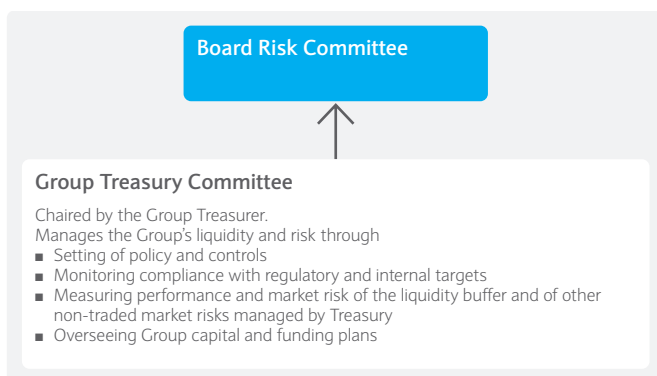 Board Risk Committee
Group Treasury Committee
Chaired by the Group Treasurer.
Manages the Group's liquidity and risk through
■ Setting of policy and controls
■ Monitoring compliance with regulatory and internal targets
■ Measuring performance and market risk of the liquidity buffer and of other
non-traded market risks managed by Treasury
■ Overseeing Group capital and funding plans